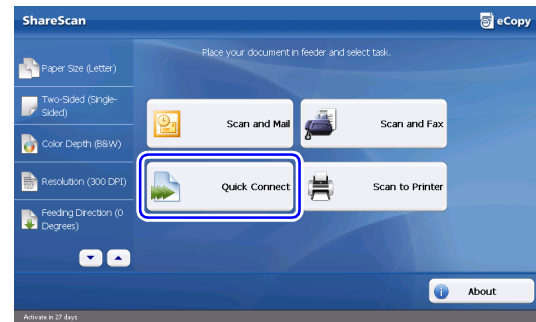 ShareScan
eCopy
Place your document in feeder and select task.
Paper Size (Letter)
Two-Sided (Single-
Sided)
Color Depth (B&W)
Resolution (300 DPI)
Feeding Direction (0
Degrees)
Scan and Mail
Scan and Fax
Quick Connect
Scan to Printer
About
Activate in 27 days